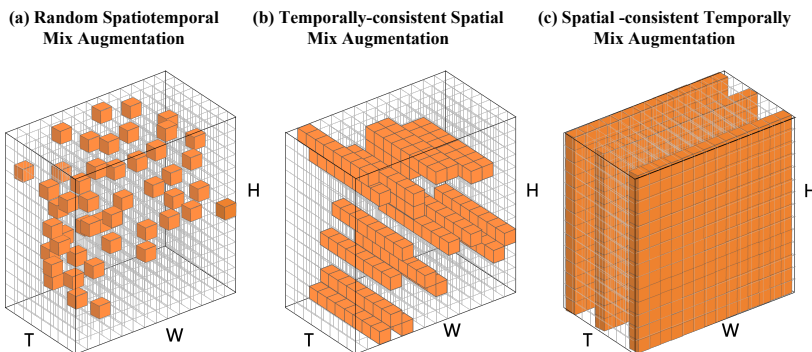 (a) Random Spatiotemporal
Mix Augmentation
(b) Temporally-consistent Spatial
Mix Augmentation
(c) Spatial -consistent Temporally
Mix Augmentation
H
T
W
H
T
W
H
T
W